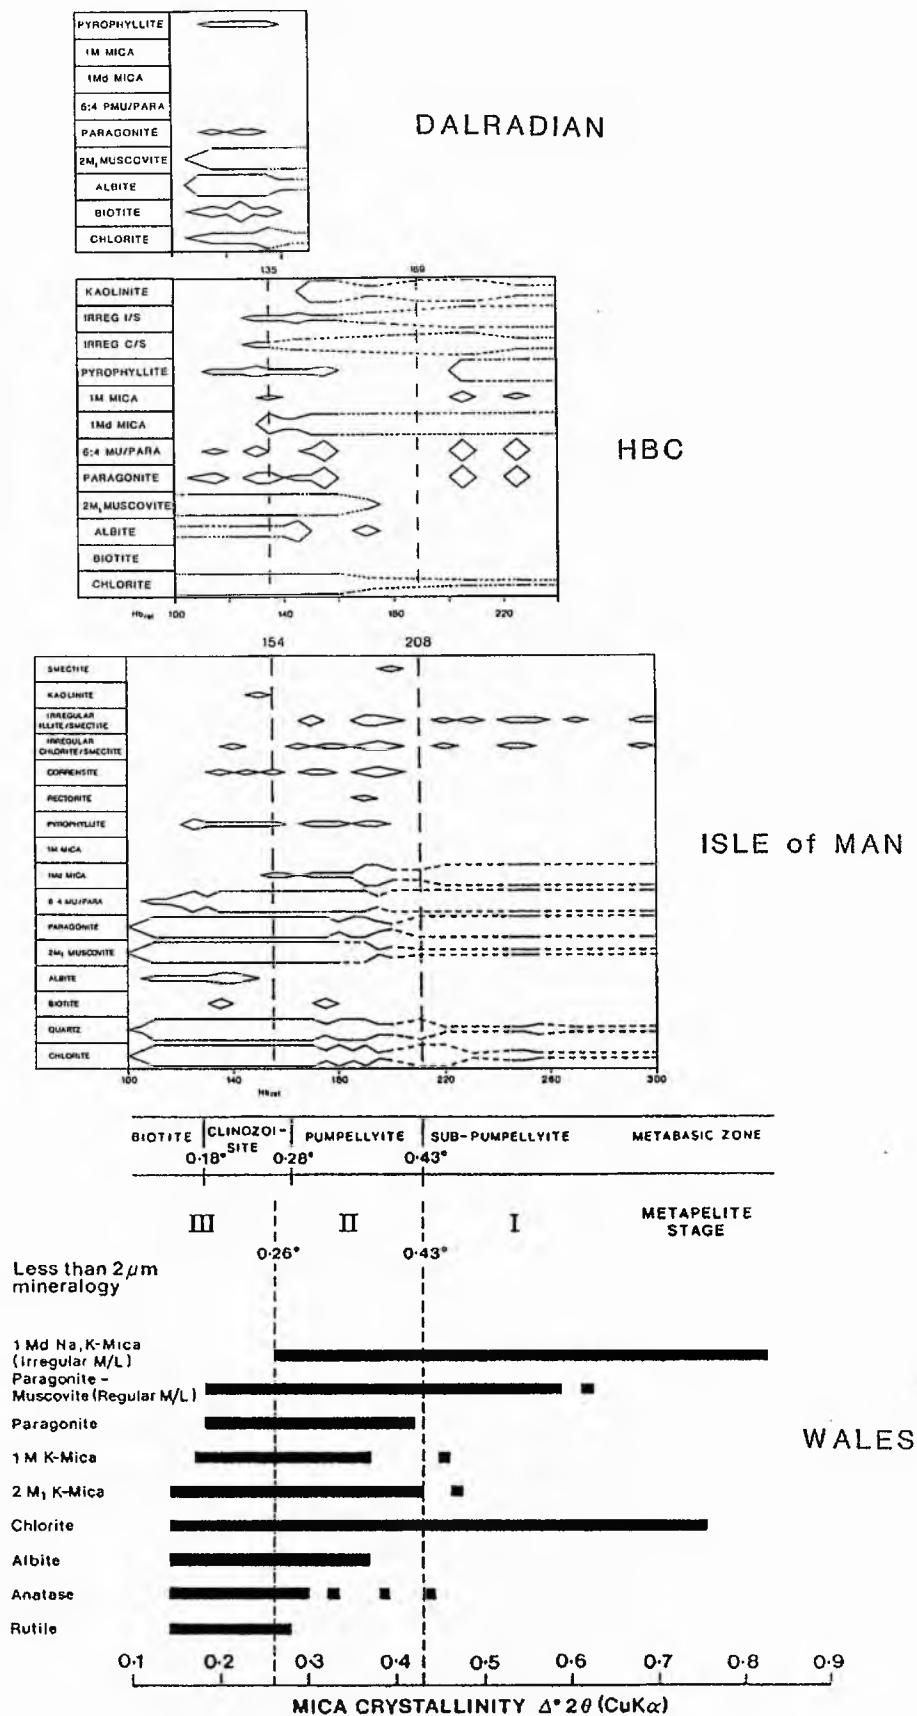 PYROPHYLLITE
1M MICA
1Md MICA
6:4 PMU/PARA
PARAGONITE
2M₁ MUSCOVITE
ALBITE
BIOTITE
CHLORITE
DALRADIAN
135 189
KAOLINITE
IRREG I/S
IRREG C/S
PYROPHYLLITE
1M MICA
1Md MICA
6:4 MU/PARA
PARAGONITE
2M₁ MUSCOVITE
ALBITE
BIOTITE
CHLORITE
Hbrel 100 140 180 220
HBC
154 208
SMECTITE
KAOLINITE
IRREGULAR
ILLITE/SMECTITE
IRREGULAR
CHLORITE/SMECTITE
CORRENSITE
RECTORITE
PYROPHYLLITE
1M MICA
1Md MICA
6:4 MU/PARA
PARAGONITE
2M₁ MUSCOVITE
ALBITE
BIOTITE
QUARTZ
CHLORITE
100 140 180 220 260 300
Hbrel
ISLE of MAN
BIOTITE CLINOZOI- PUMPELLYITE SUB-PUMPELLYITE METABASIC ZONE
SITE
0·18° 0·28° 0·43°
III II I METAPELITE
STAGE
0·26° 0·43°
Less than 2μm
mineralogy
1 Md Na, K-Mica
(Irregular M/L)
Paragonite -
Muscovite (Regular M/L)
Paragonite
1 M K-Mica
2 M₁ K-Mica
Chlorite
Albite
Anatase
Rutile
WALES
0·1 0·2 0·3 0·4 0·5 0·6 0·7 0·8 0·9
MICA CRYSTALLINITY Δ° 2θ (CuKα)